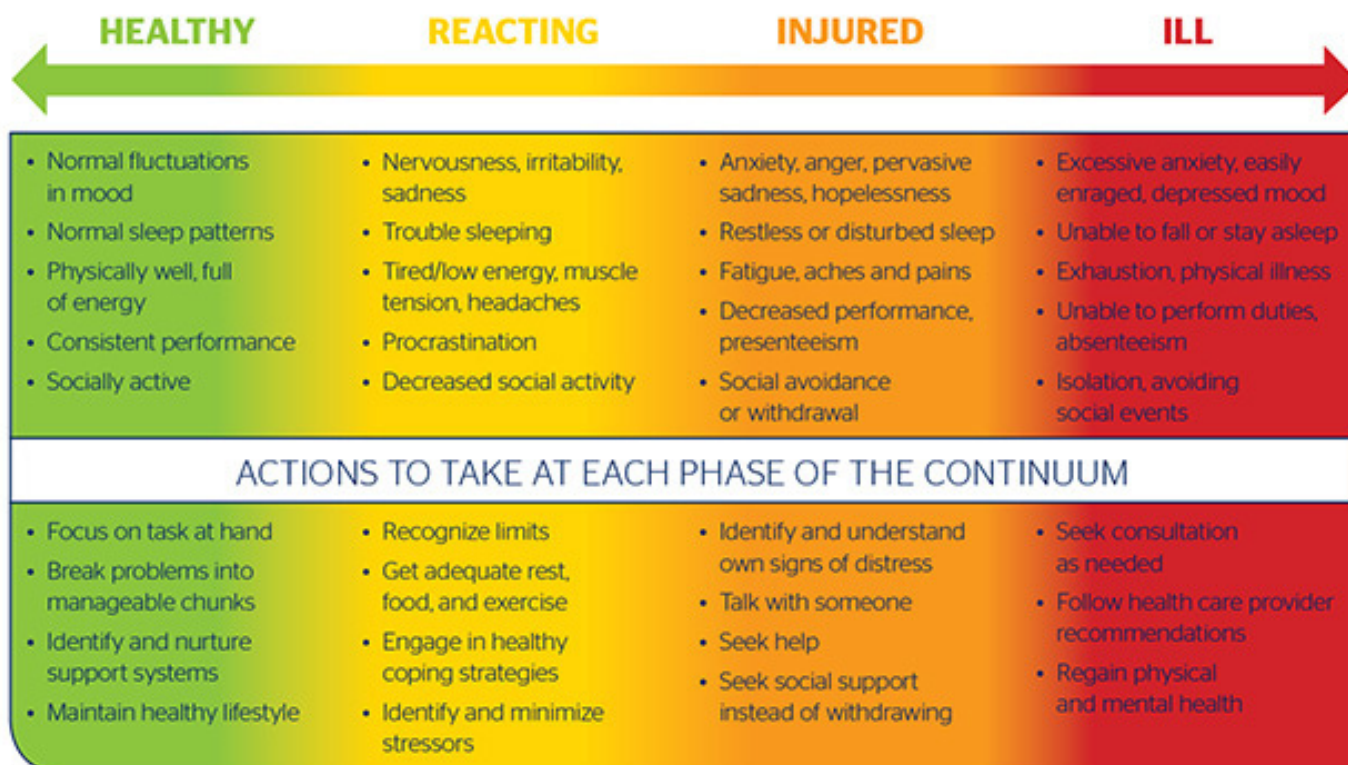 HEALTHY
REACTING
INJURED
ILL
• Normal fluctuations
in mood
• Normal sleep patterns
• Physically well, full
of energy
• Consistent performance
• Socially active
• Nervousness, irritability,
sadness
• Trouble sleeping
• Tired/low energy, muscle
tension, headaches
• Procrastination
• Decreased social activity
• Anxiety, anger, pervasive
sadness, hopelessness
• Restless or disturbed sleep
• Fatigue, aches and pains
• Decreased performance,
presenteeism
• Social avoidance
or withdrawal
• Excessive anxiety, easily
enraged, depressed mood
• Unable to fall or stay asleep
• Exhaustion, physical illness
• Unable to perform duties,
absenteeism
• Isolation, avoiding
social events
ACTIONS TO TAKE AT EACH PHASE OF THE CONTINUUM
• Focus on task at hand
• Break problems into
manageable chunks
• Identify and nurture
support systems
• Maintain healthy lifestyle
• Recognize limits
• Get adequate rest,
food, and exercise
• Engage in healthy
coping strategies
• Identify and minimize
stressors
• Identify and understand
own signs of distress
• Talk with someone
• Seek help
• Seek social support
instead of withdrawing
• Seek consultation
as needed
• Follow health care provider
recommendations
• Regain physical
and mental health